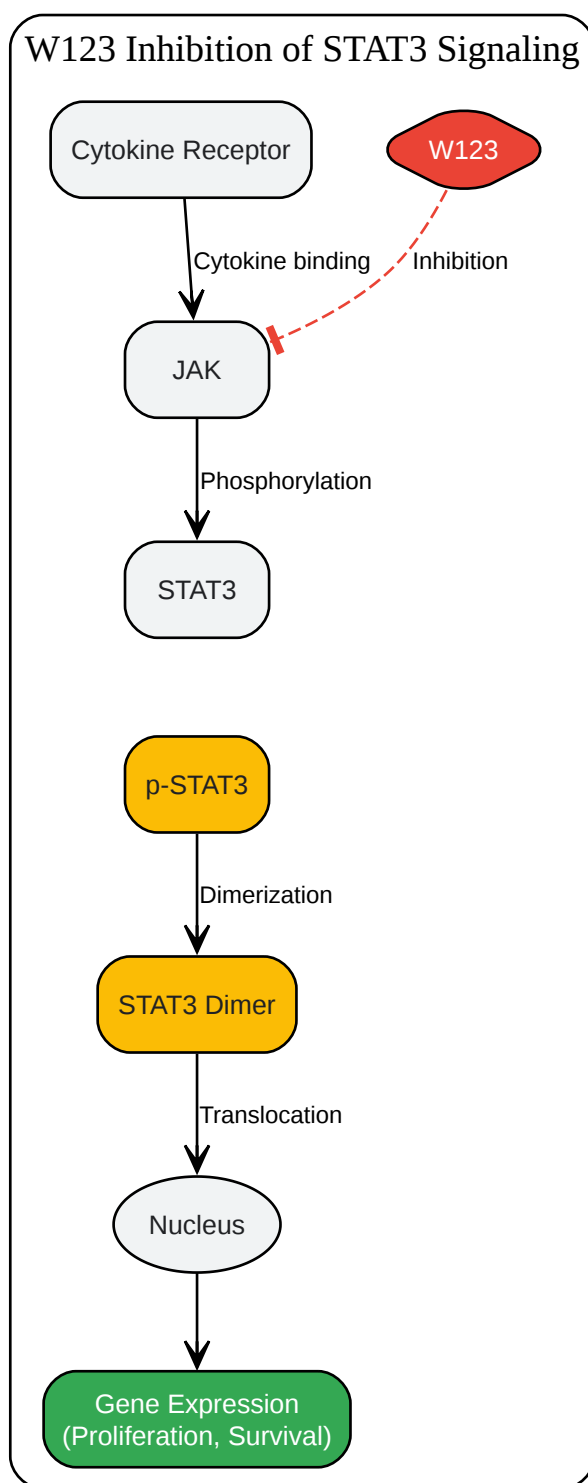 W123 Inhibition of STAT3 Signaling
Cytokine Receptor
W123
Cytokine binding
Inhibition
JAK
Phosphorylation
STAT3
p-STAT3
Dimerization
STAT3 Dimer
Translocation
Nucleus
Gene Expression
(Proliferation, Survival)